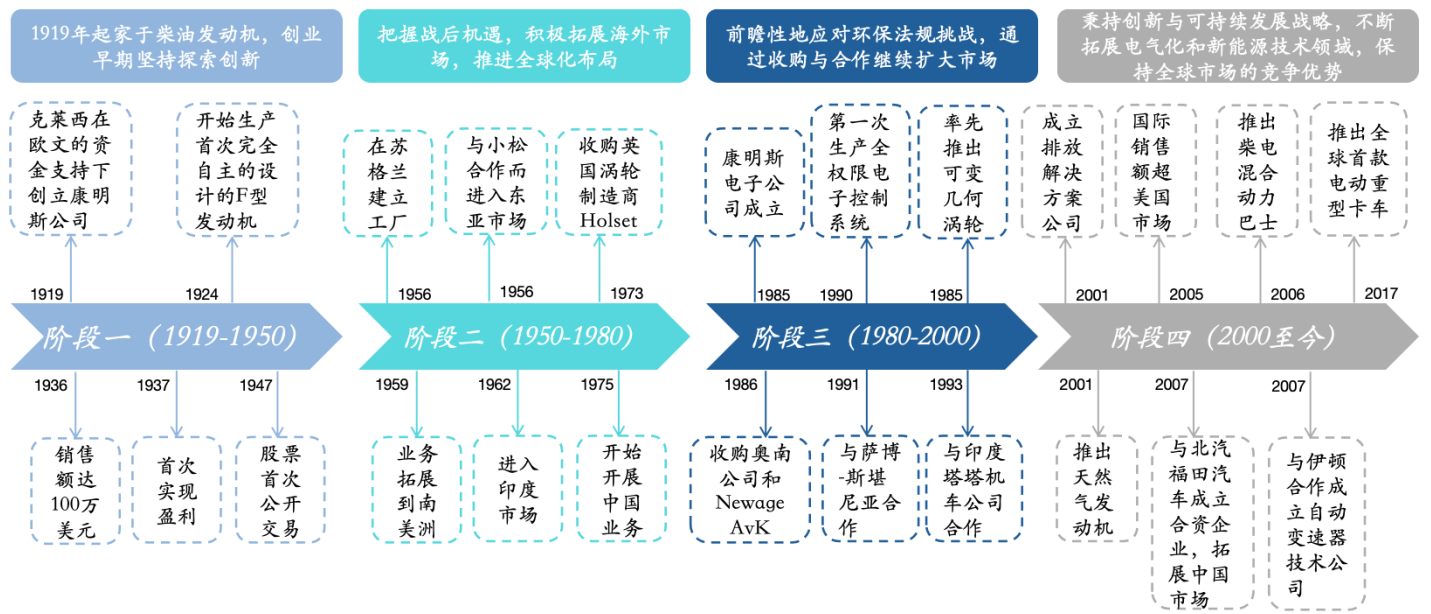 1919年起家于柴油发动机，创业
早期坚持探索创新
把握战后机遇，积极拓展海外市
场，推进全球化布局
前瞻性地应对环保法规挑战，通
过收购与合作继续扩大市场
秉持创新与可持续发展战略，不断
拓展电气化和新能源技术领域，保
持全球市场的竞争优势
克莱西在
欧文的资
金支持下
创立康明
斯公司
开始生产
首次完全
自主的设
计的F型
发动机
在苏
格兰
建立
工厂
与小松
合作而
进入东
亚市场
收购英
国涡轮
制造商
Holset
康明斯
电子公
司成立
第一次
生产全
权限电
子控制
系统
率先
推出
可变
几何
涡轮
成立
排放
解决
方案
公司
国际
销售
额超
美国
市场
推出
柴电
混合
动力
巴士
推出全
球首款
电动重
型卡车
1919
1924
1956
1956
1973
1985
1990
1985
2001
2005
2006
2017
阶段一（1919-1950）
阶段二（1950-1980）
阶段三（1980-2000）
阶段四（2000至今）
1936
1937
1947
1959
1962
1975
1986
1991
1993
2001
2007
2007
销售
额达
100万
美元
首次
实现
盈利
股票
首次
公开
交易
业务
拓展
到南
美洲
进入
印度
市场
开始
开展
中国
业务
收购奥南
公司和
Newage
AvK
与萨博
-斯堪
尼亚合
作
与印度
塔塔机
车公司
合作
推出
天然
气发
动机
与北汽
福田汽
车成立
合资企
业，拓
展中国
市场
与伊顿
合作成
立自动
变速器
技术公
司